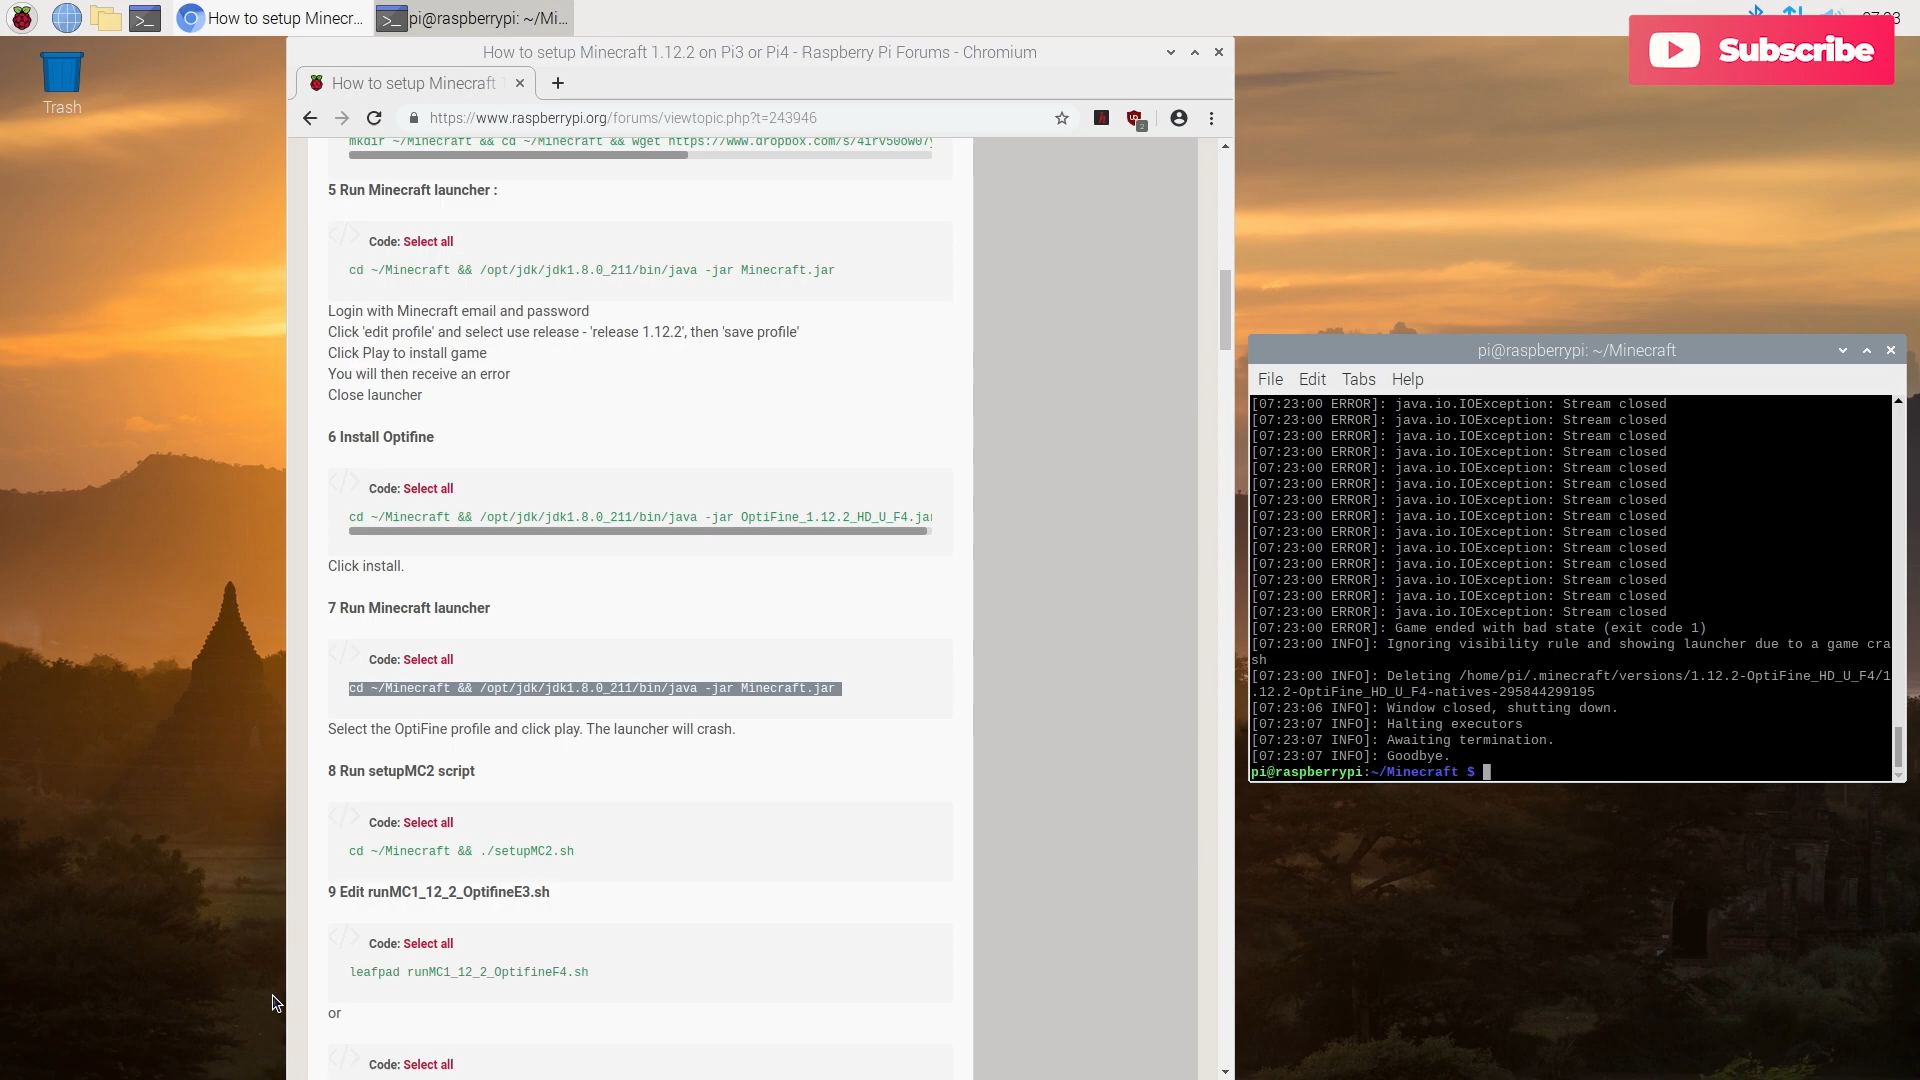 How to setup Minecr...
pi@raspberrypi: ~/Mi...
Subscribe
Trash
How to setup Minecraft 1.12.2 on Pi3 or Pi4 - Raspberry Pi Forums - Chromium
How to setup Minecraft
https://www.raspberrypi.org/forums/viewtopic.php?t=243946
2
mkdir ~/Minecraft && cd ~/Minecraft && wget https://www.dropbox.com/s/4irv50ow07
5 Run Minecraft launcher :
Code: Select all
cd ~/Minecraft && /opt/jdk/jdk1.8.0_211/bin/java -jar Minecraft.jar
Login with Minecraft email and password
Click 'edit profile' and select use release - 'release 1.12.2', then 'save profile'
Click Play to install game
You will then receive an error
Close launcher
6 Install Optifine
Code: Select all
cd ~/Minecraft && /opt/jdk/jdk1.8.0_211/bin/java -jar OptiFine_1.12.2_HD_U_F4.jar
Click install.
7 Run Minecraft launcher
Code: Select all
cd ~/Minecraft && /opt/jdk/jdk1.8.0_211/bin/java -jar Minecraft.jar
Select the OptiFine profile and click play. The launcher will crash.
8 Run setupMC2 script
Code: Select all
cd ~/Minecraft && ./setupMC2.sh
9 Edit runMC1_12_2_OptifineE3.sh
Code: Select all
leafpad runMC1_12_2_OptifineF4.sh
or
Code: Select all
pi@raspberrypi: ~/Minecraft
File Edit Tabs Help
[07:23:00 ERROR]: java.io.IOException: Stream closed
[07:23:00 ERROR]: java.io.IOException: Stream closed
[07:23:00 ERROR]: java.io.IOException: Stream closed
[07:23:00 ERROR]: java.io.IOException: Stream closed
[07:23:00 ERROR]: java.io.IOException: Stream closed
[07:23:00 ERROR]: java.io.IOException: Stream closed
[07:23:00 ERROR]: java.io.IOException: Stream closed
[07:23:00 ERROR]: java.io.IOException: Stream closed
[07:23:00 ERROR]: java.io.IOException: Stream closed
[07:23:00 ERROR]: java.io.IOException: Stream closed
[07:23:00 ERROR]: java.io.IOException: Stream closed
[07:23:00 ERROR]: java.io.IOException: Stream closed
[07:23:00 ERROR]: java.io.IOException: Stream closed
[07:23:00 ERROR]: java.io.IOException: Stream closed
[07:23:00 ERROR]: Game ended with bad state (exit code 1)
[07:23:00 INFO]: Ignoring visibility rule and showing launcher due to a game cra
sh
[07:23:00 INFO]: Deleting /home/pi/.minecraft/versions/1.12.2-OptiFine_HD_U_F4/1
.12.2-OptiFine_HD_U_F4-natives-295844299195
[07:23:06 INFO]: Window closed, shutting down.
[07:23:07 INFO]: Halting executors
[07:23:07 INFO]: Awaiting termination.
[07:23:07 INFO]: Goodbye.
pi@raspberrypi:~/Minecraft $